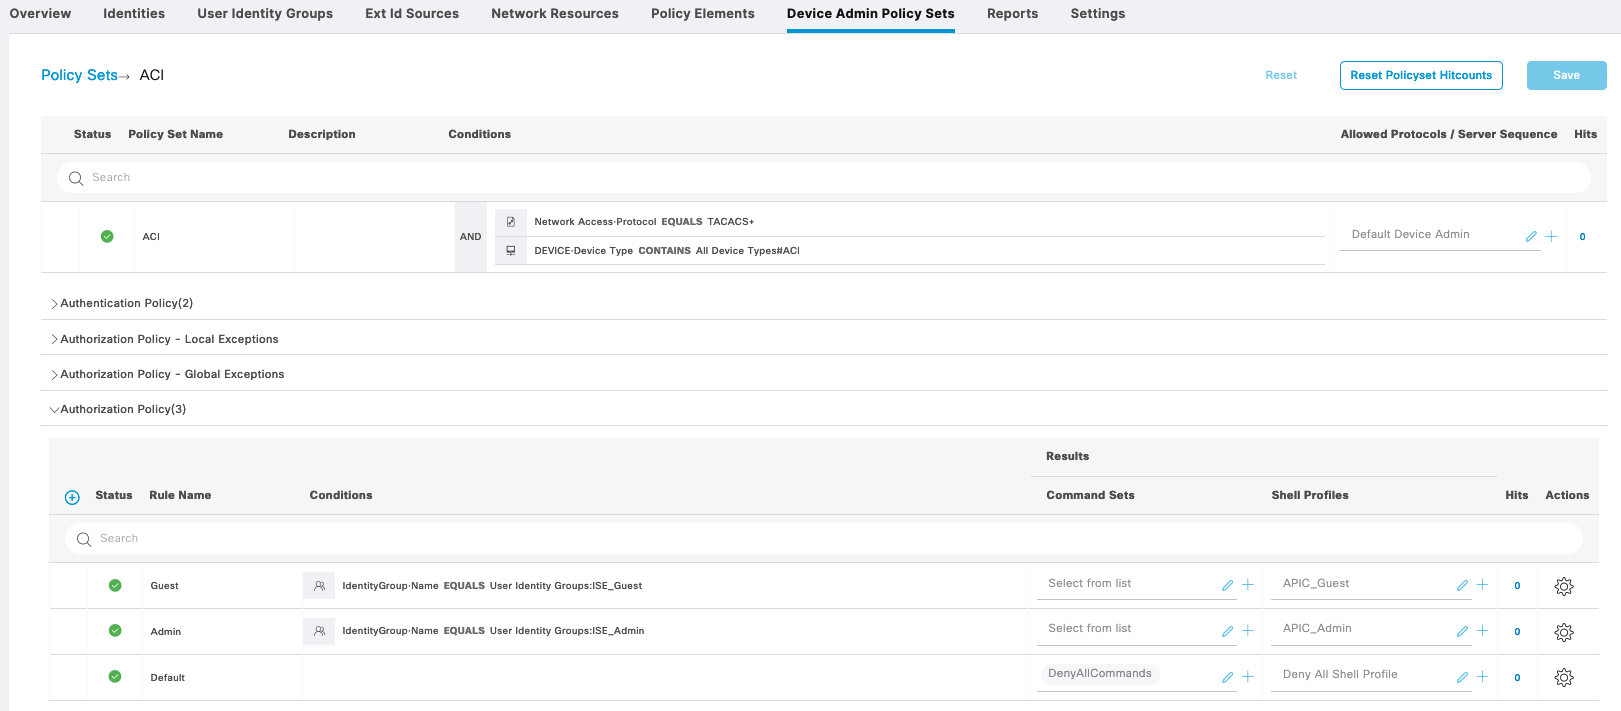 Overview Identities User Identity Groups Ext Id Sources Network Resources Policy Elements Device Admin Policy Sets Reports Settings
Policy Sets→ ACI Reset Reset Policyset Hitcounts Save
Status Policy Set Name Description Conditions Allowed Protocols / Server Sequence Hits
Search
Network Access·Protocol EQUALS TACACS+
ACI AND Default Device Admin 0
DEVICE·Device Type CONTAINS All Device Types#ACI
Authentication Policy(2)
Authorization Policy - Local Exceptions
Authorization Policy - Global Exceptions
Authorization Policy(3)
Results
Status Rule Name Conditions Command Sets Shell Profiles Hits Actions
Search
Guest IdentityGroup·Name EQUALS User Identity Groups:ISE_Guest Select from list APIC_Guest 0
Admin IdentityGroup·Name EQUALS User Identity Groups:ISE_Admin Select from list APIC_Admin 0
Default DenyAllCommands Deny All Shell Profile 0